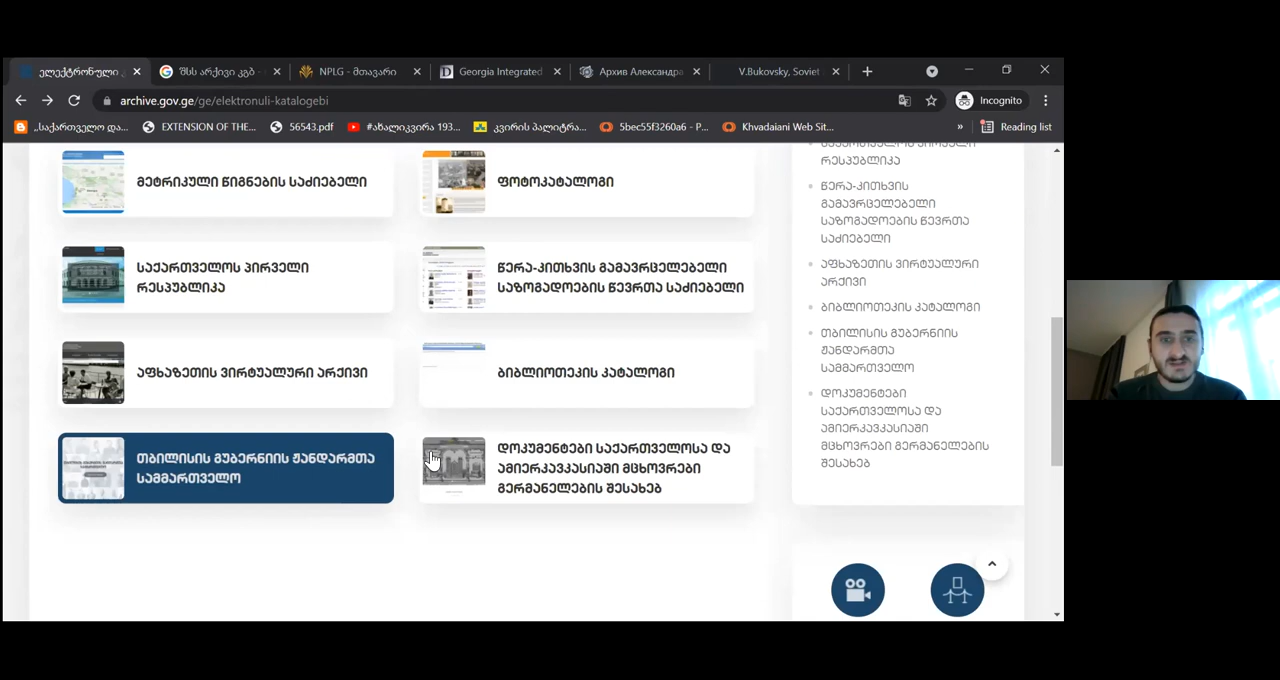 ელექტრონული
შსს არქივი კგბ -
NPLG - მთავარი
Georgia Integrated
Архив Александра
V.Bukovsky, Soviet
archive.gov.ge/ge/elektronuli-katalogebi
Incognito
„საქართველო და...
EXTENSION OF THE...
56543.pdf
#ახალიკვირა 193...
კვირის პალიტრა...
5bec55f3260a6 - P...
Khvadaiani Web Sit...
»
Reading list
მეტრიკული წიგნების საძიებელი
ფოტოკატალოგი
საქართველოს პირველი
რესპუბლიკა
წერა-კითხვის გამავრცელებელი
საზოგადოების წევრთა საძიებელი
აფხაზეთის ვირტუალური არქივი
ბიბლიოთეკის კატალოგი
თბილისის გუბერნიის ჟანდარმთა
სამმართველო
დოკუმენტები საქართველოსა და
ამიერკავკასიაში მცხოვრები
გერმანელების შესახებ
საქართველოს პირველი
რესპუბლიკა
წერა-კითხვის
გამავრცელებელი
საზოგადოების წევრთა
საძიებელი
აფხაზეთის ვირტუალური
არქივი
ბიბლიოთეკის კატალოგი
თბილისის გუბერნიის
ჟანდარმთა
სამმართველო
დოკუმენტები
საქართველოსა და
ამიერკავკასიაში
მცხოვრები გერმანელების
შესახებ